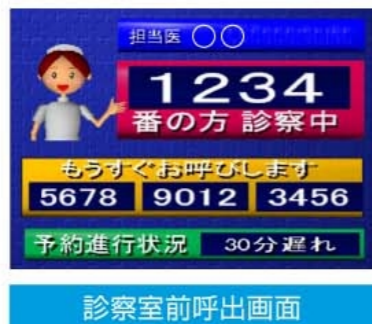 担当医 ○○
1234
番の方 診察中
もうすぐお呼びします
5678 9012 3456
予約進行状況 30分遅れ
診察室前呼出画面